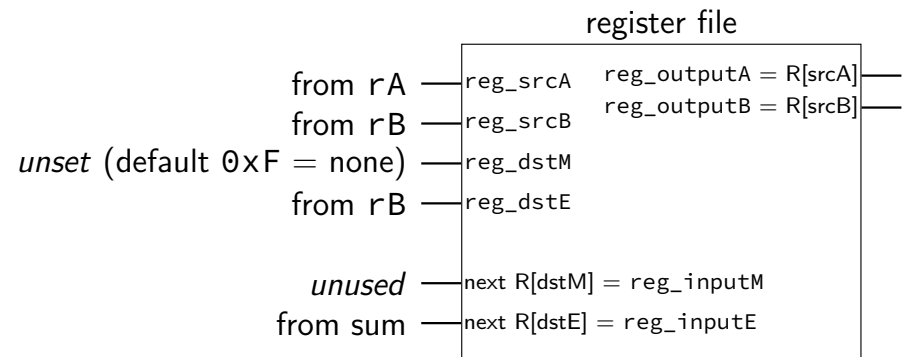 register file
from rA reg_srcA reg_outputA = R[srcA]
from rB reg_srcB reg_outputB = R[srcB]
unset (default 0xF = none) reg_dstM
from rB reg_dstE
unused next R[dstM] = reg_inputM
from sum next R[dstE] = reg_inputE